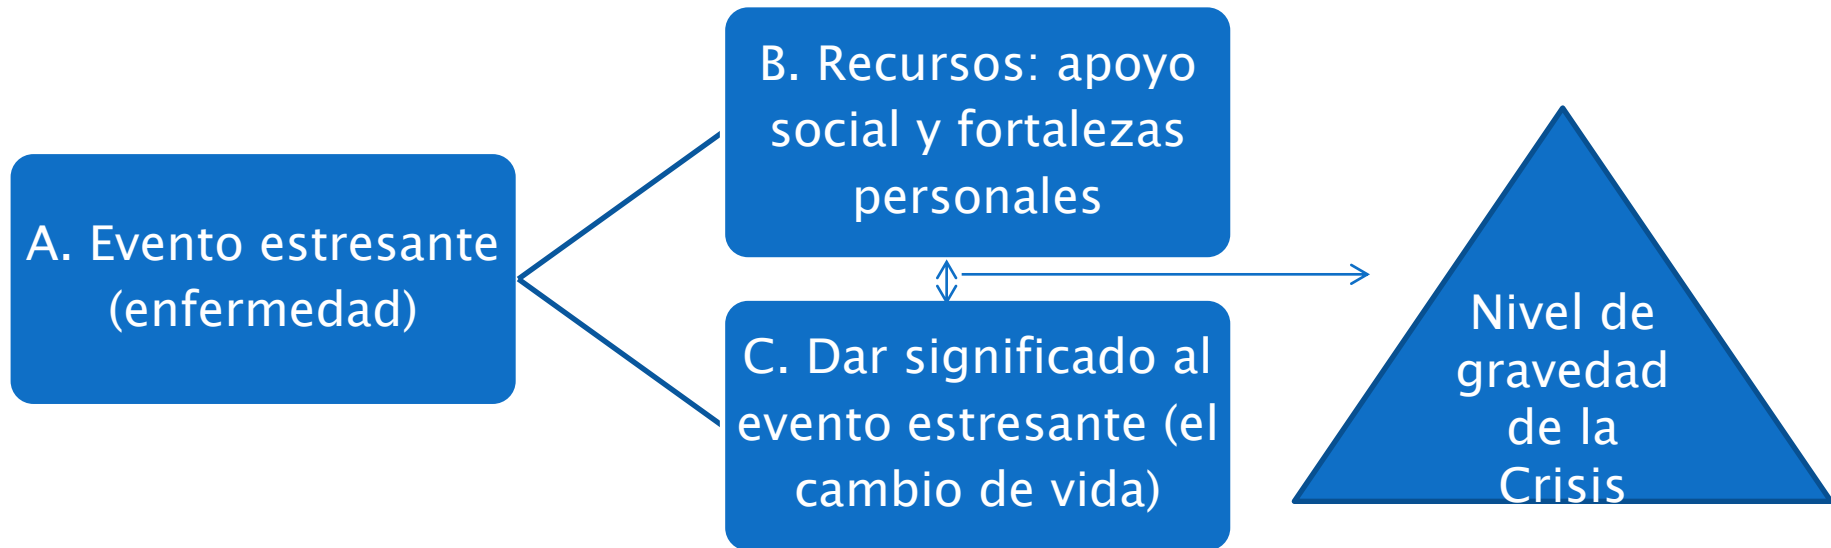 A. Evento estresante
(enfermedad)
B. Recursos: apoyo
social y fortalezas
personales
C. Dar significado al
evento estresante (el
cambio de vida)
Nivel de
gravedad
de la
Crisis